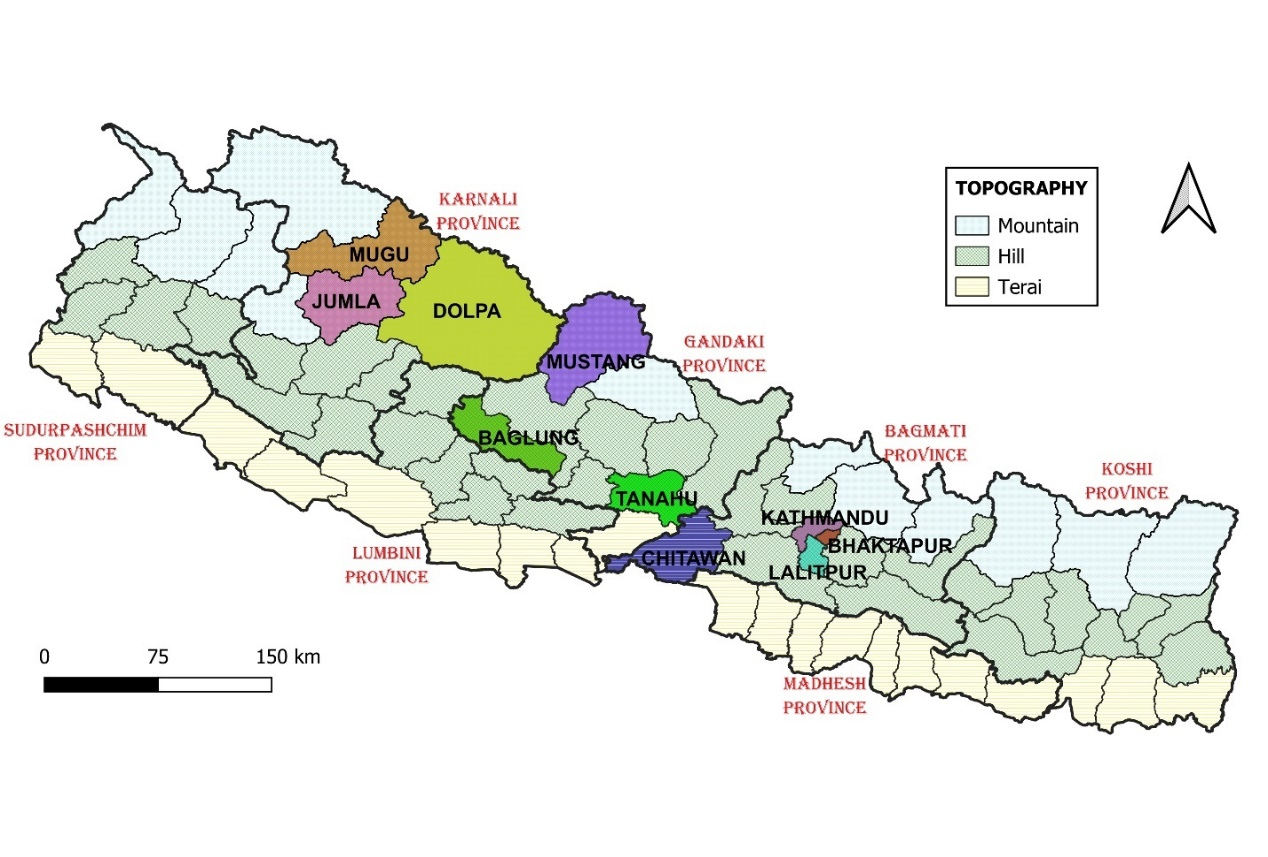 KARNALI
PROVINCE
TOPOGRAPHY
Mountain
Hill
Terai
MUGU
JUMLA
DOLPA
MUSTANG
GANDAKI
PROVINCE
SUDURPASHCHIM
PROVINCE
BAGLUNG
BAGMATI
PROVINCE
KOSHI
PROVINCE
TANAHU
KATHMANDU
BHAKTAPUR
LALITPUR
CHITAWAN
LUMBINI
PROVINCE
0 75 150 km
MADHESH
PROVINCE